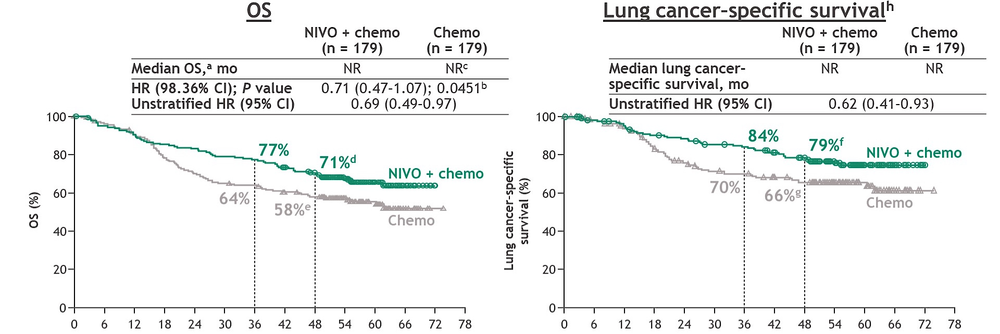 OS
NIVO + chemo Chemo
(n = 179) (n = 179)
Median OS,ᵃ mo NR NRᶜ
HR (98.36% CI); P value 0.71 (0.47-1.07); 0.0451ᵇ
Unstratified HR (95% CI) 0.69 (0.49-0.97)
100
80
60
40
20
0
OS (%)
77%
71%ᵈ
NIVO + chemo
64%
58%ᵉ
Chemo
0 6 12 18 24 30 36 42 48 54 60 66 72 78
Lung cancer-specific survivalʰ
NIVO + chemo Chemo
(n = 179) (n = 179)
Median lung cancer- NR NR
specific survival, mo
Unstratified HR (95% CI) 0.62 (0.41-0.93)
100
80
60
40
20
0
Lung cancer-specific
survival (%)
84%
79%ᶠ
NIVO + chemo
70%
66%ᵍ
Chemo
0 6 12 18 24 30 36 42 48 54 60 66 72 78